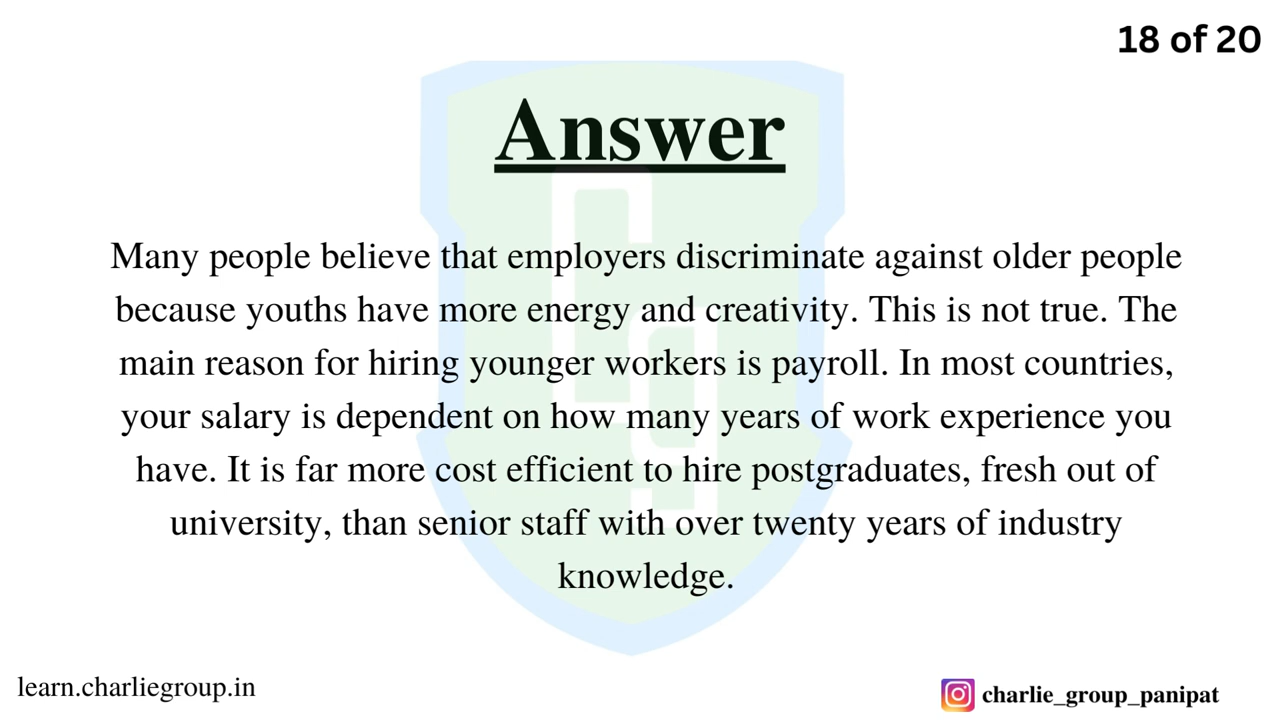 18 of 20
Answer
Many people believe that employers discriminate against older people
because youths have more energy and creativity. This is not true. The
main reason for hiring younger workers is payroll. In most countries,
your salary is dependent on how many years of work experience you
have. It is far more cost efficient to hire postgraduates, fresh out of
university, than senior staff with over twenty years of industry
knowledge.
learn.charliegroup.in
charlie_group_panipat